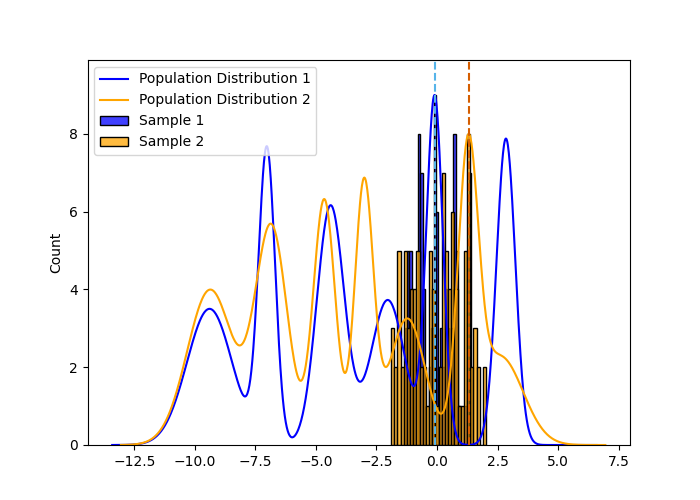 Population Distribution 1
Population Distribution 2
Sample 1
Sample 2
Count
8
6
4
2
0
−12.5 −10.0 −7.5 −5.0 −2.5 0.0 2.5 5.0 7.5